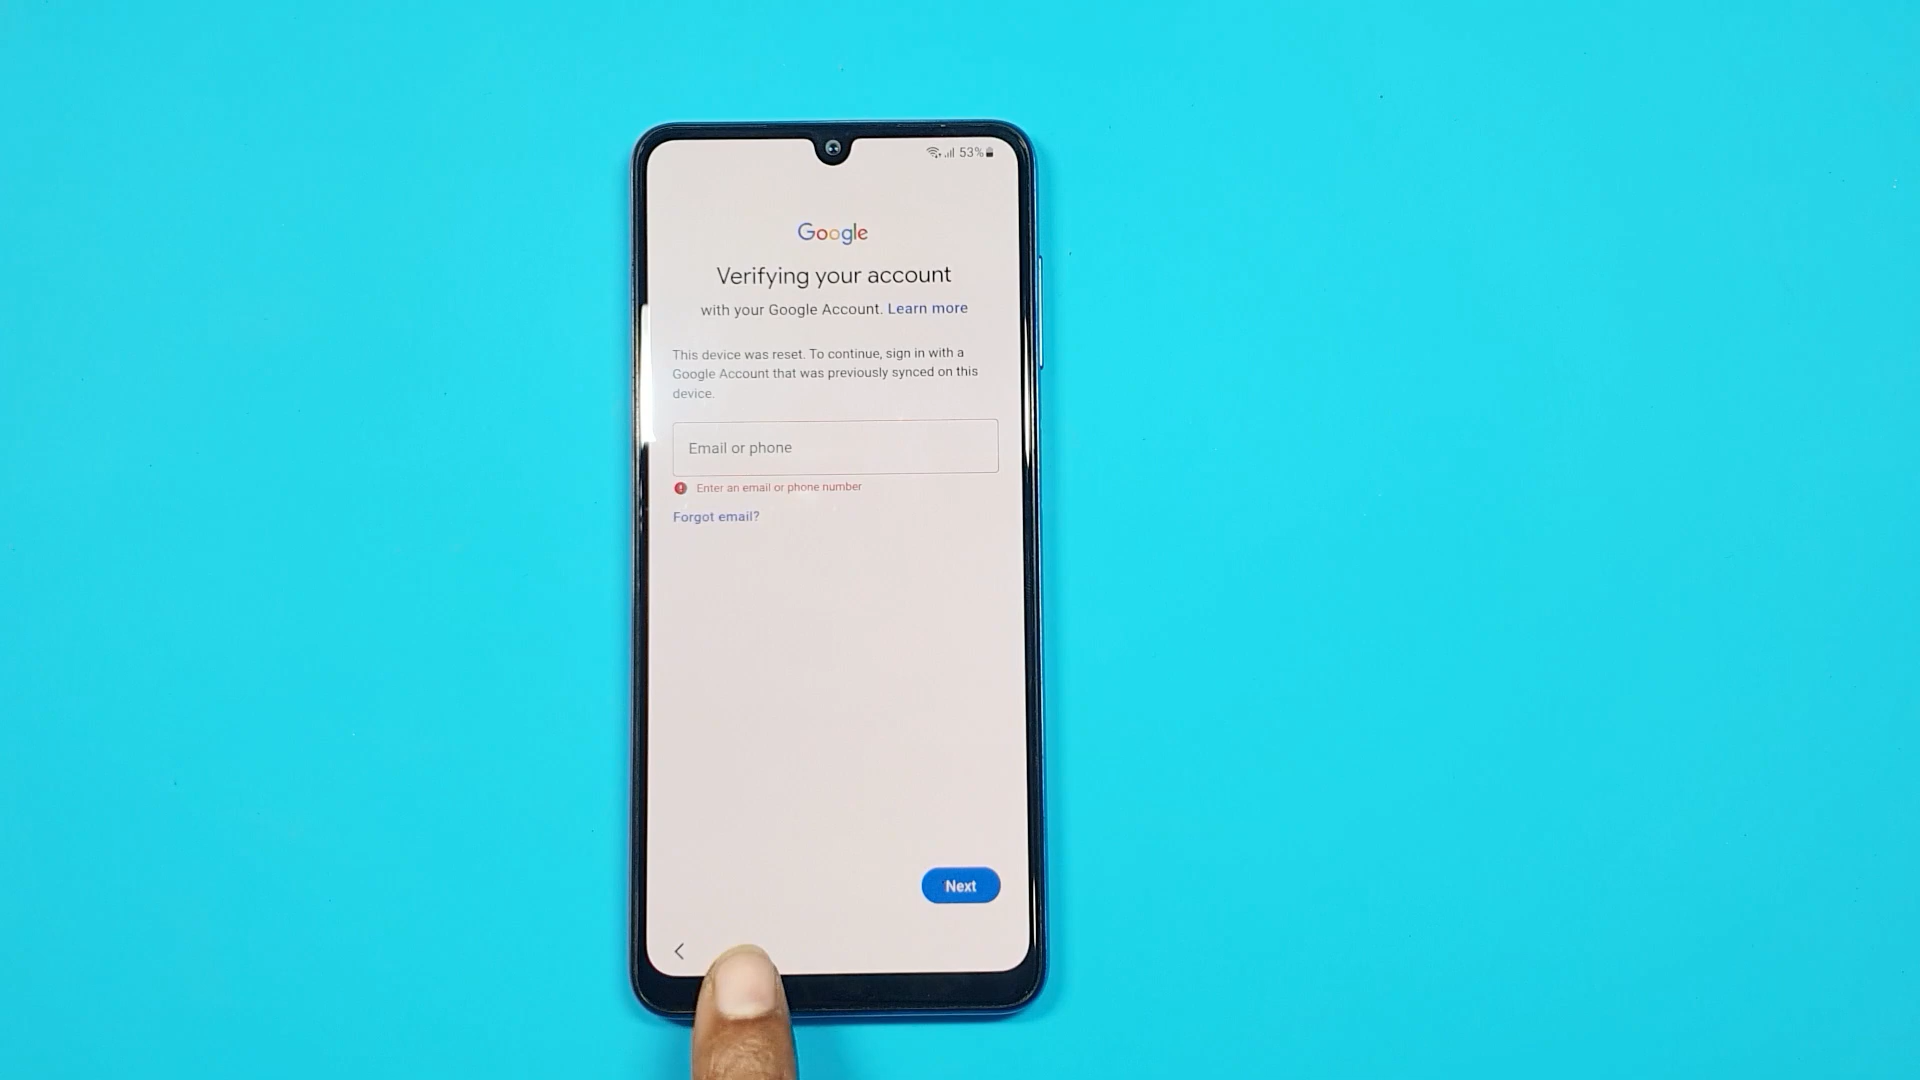 53%
Google
Verifying your account
with your Google Account. Learn more
This device was reset. To continue, sign in with a
Google Account that was previously synced on this
device.
Email or phone
Enter an email or phone number
Forgot email?
Next